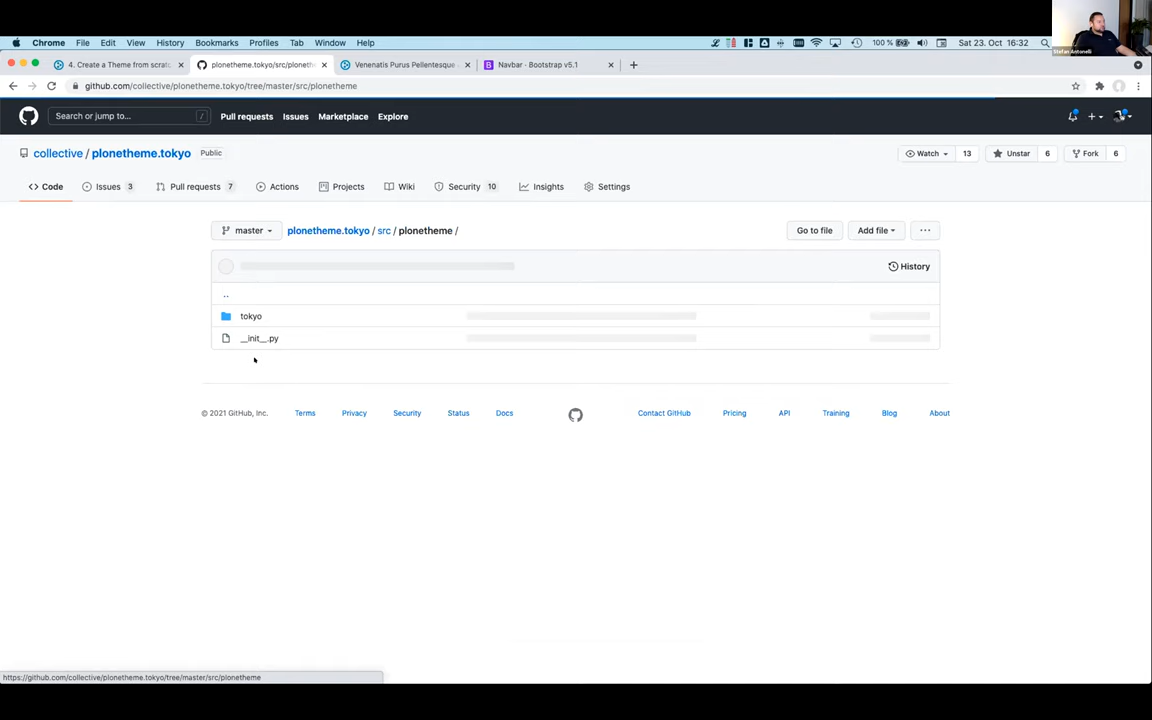 Chrome File Edit View History Bookmarks Profiles Tab Window Help
100 % Sat 23. Oct 16:32
Stefan Antonelli
4. Create a Theme from scratc
plonetheme.tokyo/src/ploneth
Venenatis Purus Pellentesque
Navbar · Bootstrap v5.1
github.com/collective/plonetheme.tokyo/tree/master/src/plonetheme
Search or jump to... /
Pull requests Issues Marketplace Explore
collective / plonetheme.tokyo Public
Watch 13 Unstar 6 Fork 6
Code Issues 3 Pull requests 7 Actions Projects Wiki Security 10 Insights Settings
master plonetheme.tokyo / src / plonetheme / Go to file Add file ...
History
..
tokyo
__init__.py
© 2021 GitHub, Inc. Terms Privacy Security Status Docs Contact GitHub Pricing API Training Blog About
https://github.com/collective/plonetheme.tokyo/tree/master/src/plonetheme